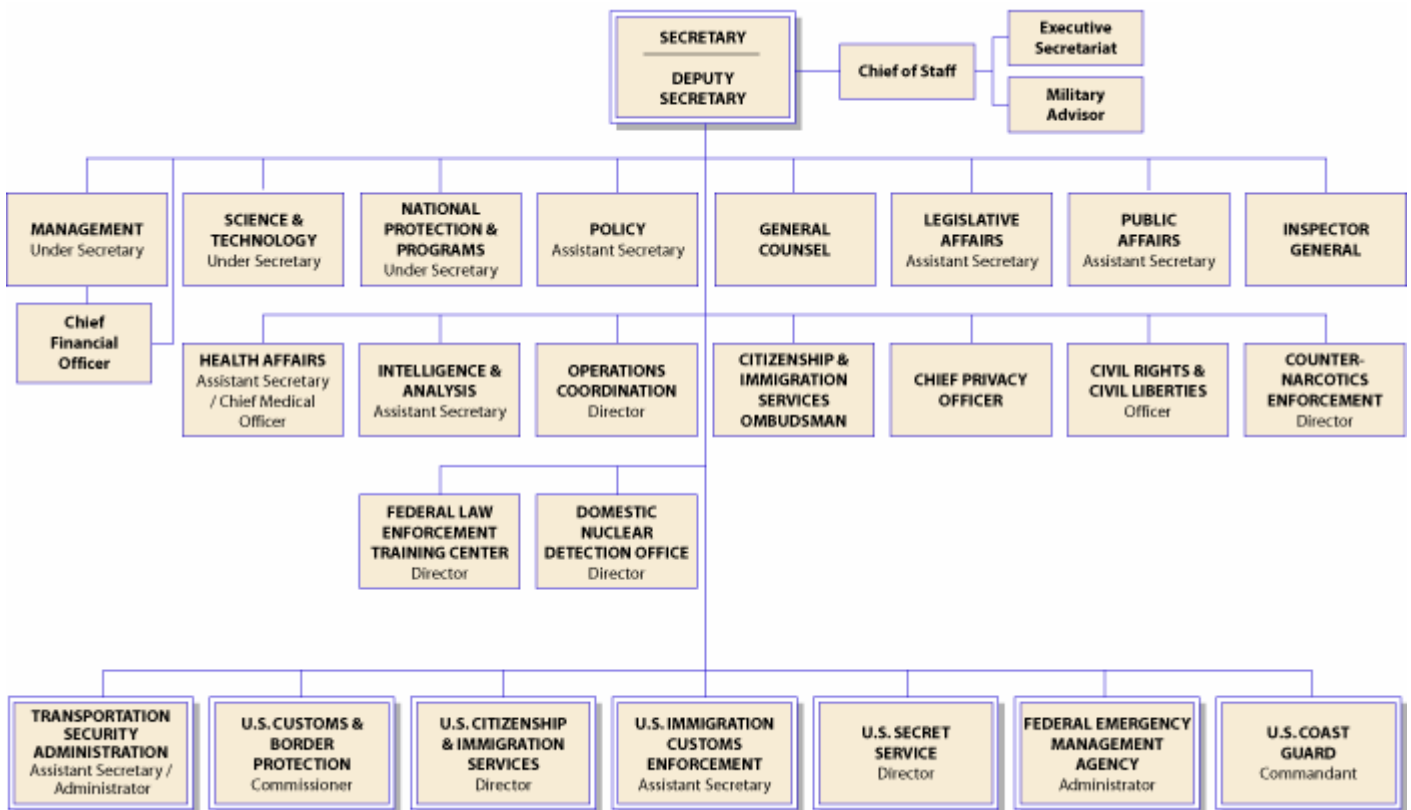 SECRETARY
DEPUTY
SECRETARY
Chief of Staff
Executive
Secretariat
Military
Advisor
MANAGEMENT
Under Secretary
SCIENCE &
TECHNOLOGY
Under Secretary
NATIONAL
PROTECTION &
PROGRAMS
Under Secretary
POLICY
Assistant Secretary
GENERAL
COUNSEL
LEGISLATIVE
AFFAIRS
Assistant Secretary
PUBLIC
AFFAIRS
Assistant Secretary
INSPECTOR
GENERAL
Chief
Financial
Officer
HEALTH AFFAIRS
Assistant Secretary
/ Chief Medical
Officer
INTELLIGENCE &
ANALYSIS
Assistant Secretary
OPERATIONS
COORDINATION
Director
CITIZENSHIP &
IMMIGRATION
SERVICES
OMBUDSMAN
CHIEF PRIVACY
OFFICER
CIVIL RIGHTS &
CIVIL LIBERTIES
Officer
COUNTER-
NARCOTICS
ENFORCEMENT
Director
FEDERAL LAW
ENFORCEMENT
TRAINING CENTER
Director
DOMESTIC
NUCLEAR
DETECTION OFFICE
Director
TRANSPORTATION
SECURITY
ADMINISTRATION
Assistant Secretary /
Administrator
U.S. CUSTOMS &
BORDER
PROTECTION
Commissioner
U.S. CITIZENSHIP
& IMMIGRATION
SERVICES
Director
U.S. IMMIGRATION
CUSTOMS
ENFORCEMENT
Assistant Secretary
U.S. SECRET
SERVICE
Director
FEDERAL EMERGENCY
MANAGEMENT
AGENCY
Administrator
U.S. COAST
GUARD
Commandant